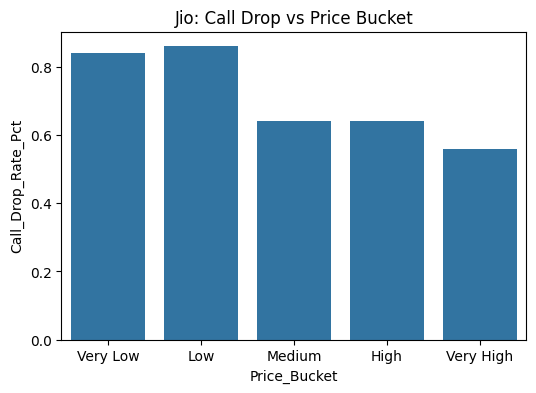 Jio: Call Drop vs Price Bucket
Call_Drop_Rate_Pct
0.8
0.6
0.4
0.2
0.0
Very Low Low Medium High Very High
Price_Bucket